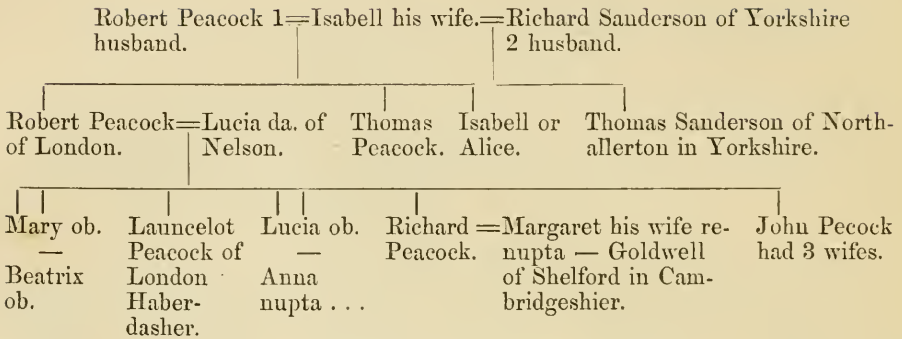 Robert Peacock 1=Isabell his wife.=Richard Sanderson of Yorkshire
husband. 2 husband.
Robert Peacock=Lucia da. of Thomas Isabell or Thomas Sanderson of North-
of London. Nelson. Peacock. Alice. allerton in Yorkshire.
Mary ob. Launcelot Lucia ob. Richard =Margaret his wife re- John Pecock
— Peacock of — Peacock. nupta — Goldwell had 3 wifes.
Beatrix London Anna of Shelford in Cam-
ob. Haber- nupta . . . bridgeshier.
dasher.